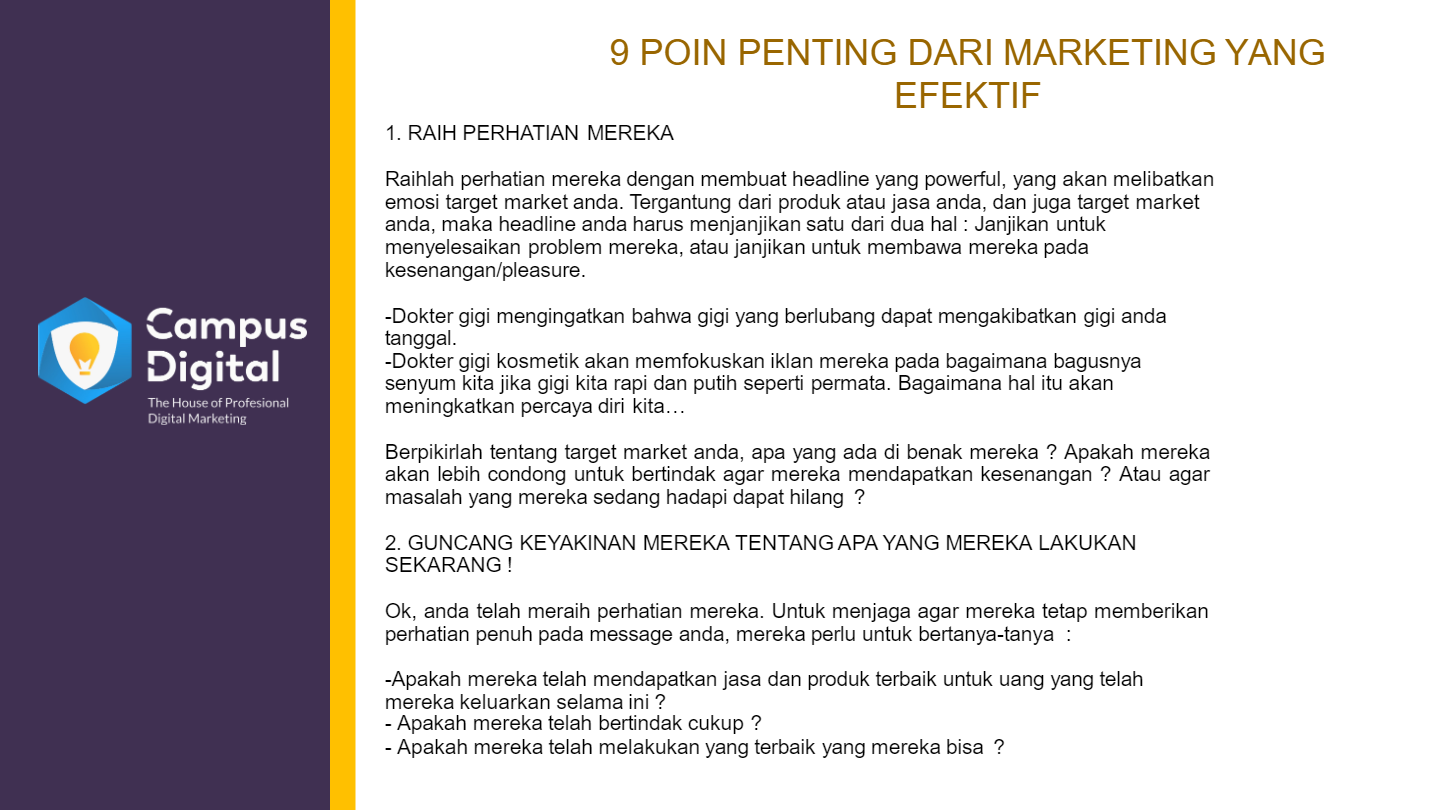 9 POIN PENTING DARI MARKETING YANG
EFEKTIF
1. RAIH PERHATIAN MEREKA
Raihlah perhatian mereka dengan membuat headline yang powerful, yang akan melibatkan
emosi target market anda. Tergantung dari produk atau jasa anda, dan juga target market
anda, maka headline anda harus menjanjikan satu dari dua hal : Janjikan untuk
menyelesaikan problem mereka, atau janjikan untuk membawa mereka pada
kesenangan/pleasure.
-Dokter gigi mengingatkan bahwa gigi yang berlubang dapat mengakibatkan gigi anda
tanggal.
-Dokter gigi kosmetik akan memfokuskan iklan mereka pada bagaimana bagusnya
senyum kita jika gigi kita rapi dan putih seperti permata. Bagaimana hal itu akan
meningkatkan percaya diri kita…
Berpikirlah tentang target market anda, apa yang ada di benak mereka ? Apakah mereka
akan lebih condong untuk bertindak agar mereka mendapatkan kesenangan ? Atau agar
masalah yang mereka sedang hadapi dapat hilang ?
2. GUNCANG KEYAKINAN MEREKA TENTANG APA YANG MEREKA LAKUKAN
SEKARANG !
Ok, anda telah meraih perhatian mereka. Untuk menjaga agar mereka tetap memberikan
perhatian penuh pada message anda, mereka perlu untuk bertanya-tanya :
-Apakah mereka telah mendapatkan jasa dan produk terbaik untuk uang yang telah
mereka keluarkan selama ini ?
- Apakah mereka telah bertindak cukup ?
- Apakah mereka telah melakukan yang terbaik yang mereka bisa ?
Campus
Digital
The House of Profesional
Digital Marketing